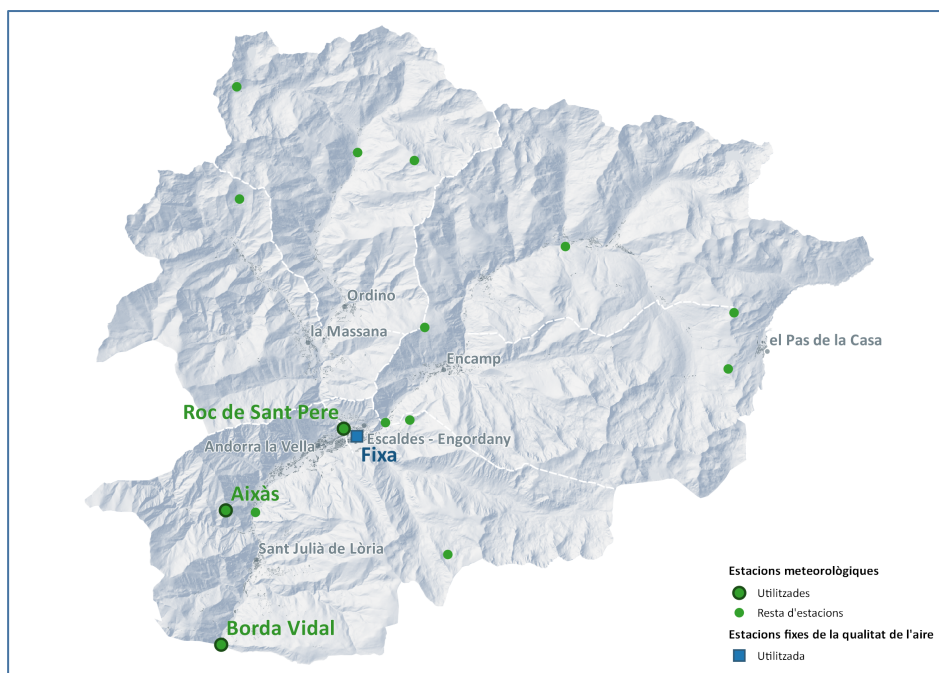 Ordino
la Massana
el Pas de la Casa
Encamp
Roc de Sant Pere
Escaldes - Engordany
Andorra la Vella
Fixa
Aixàs
Sant Julià de Lòria
Borda Vidal
Estacions meteorològiques
Utilitzades
Resta d'estacions
Estacions fixes de la qualitat de l'aire
Utilitzada